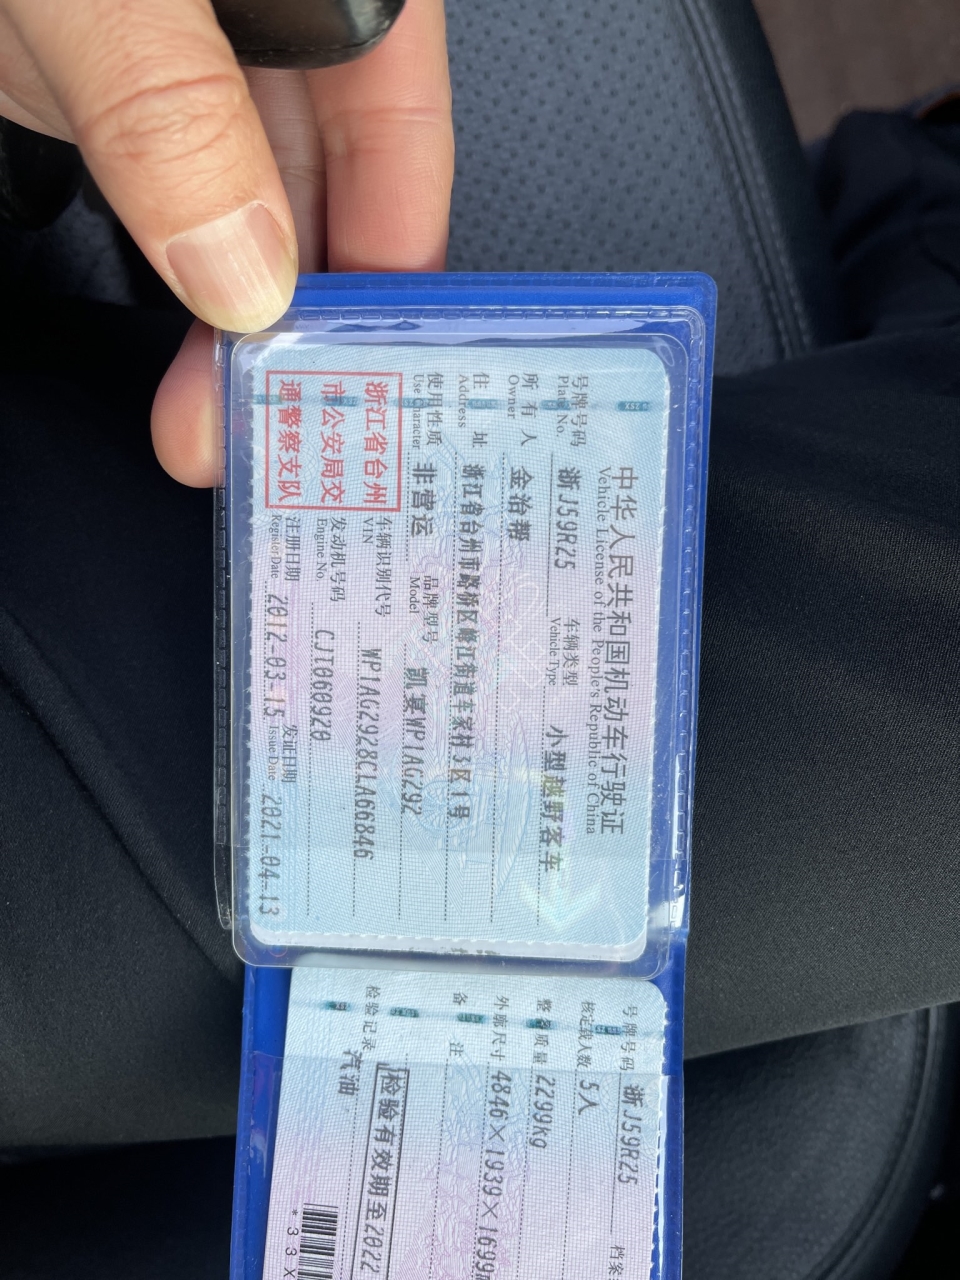 中华人民共和国机动车行驶证
Vehicle License of the People's Republic of China
号牌号码 浙J59R25 车辆类型 小型越野客车
Plate No. Vehicle Type
所有人 金治帮
Owner
住址 浙江省台州市路桥区峰江街道车家村3区1号
Address
使用性质 非营运 品牌型号 凯宴WP1AG292
Use Character Model
浙江省台州
市公安局交
通警察支队
车辆识别代号 WP1AG2928CLA66846
VIN
发动机号码 CJT060920
Engine No.
注册日期 2012-03-15 发证日期 2021-04-13
Register Date Issue Date
号牌号码 浙J59R25 档案
核定载人数 5人
整备质量 2299kg
外廓尺寸 4846×1939×1699
备注
检验有效期至2022
检验记录 汽油
*33X